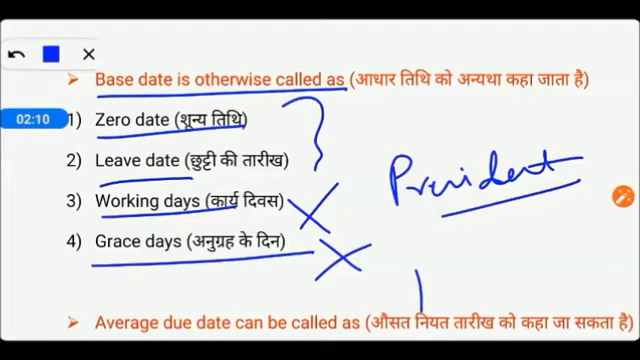 Base date is otherwise called as (आधार तिथि को अन्यथा कहा जाता है)
02:10
1) Zero date (शून्य तिथि)
2) Leave date (छुट्टी की तारीख)
President
3) Working days (कार्य दिवस)
4) Grace days (अनुग्रह के दिन)
Average due date can be called as (औसत नियत तारीख को कहा जा सकता है)